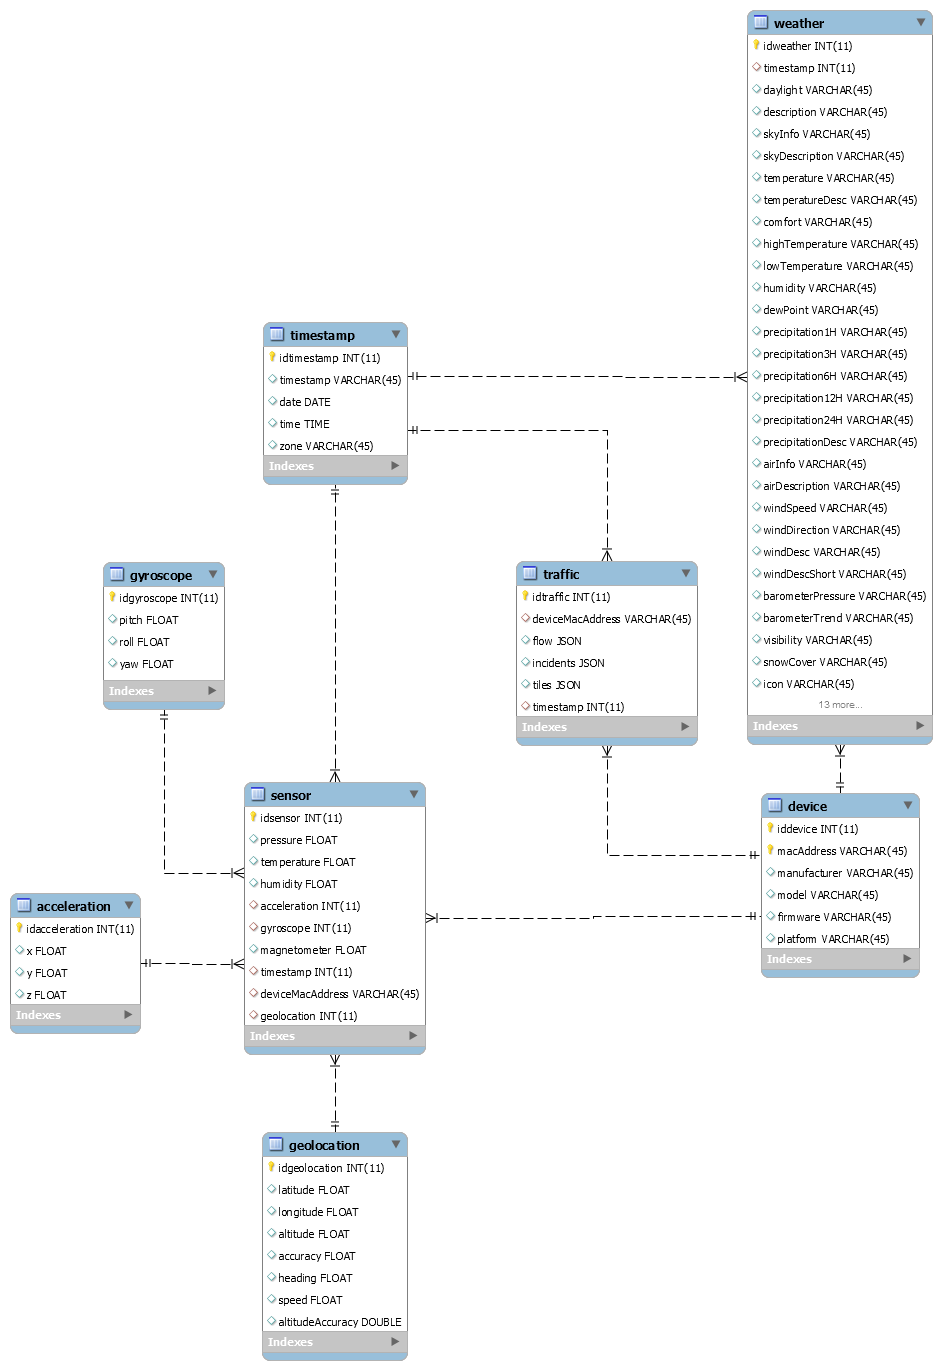 weather
idweather INT(11)
timestamp INT(11)
daylight VARCHAR(45)
description VARCHAR(45)
skyInfo VARCHAR(45)
skyDescription VARCHAR(45)
temperature VARCHAR(45)
temperatureDesc VARCHAR(45)
comfort VARCHAR(45)
highTemperature VARCHAR(45)
lowTemperature VARCHAR(45)
humidity VARCHAR(45)
dewPoint VARCHAR(45)
precipitation1H VARCHAR(45)
precipitation3H VARCHAR(45)
precipitation6H VARCHAR(45)
precipitation12H VARCHAR(45)
precipitation24H VARCHAR(45)
precipitationDesc VARCHAR(45)
airInfo VARCHAR(45)
airDescription VARCHAR(45)
windSpeed VARCHAR(45)
windDirection VARCHAR(45)
windDesc VARCHAR(45)
windDescShort VARCHAR(45)
barometerPressure VARCHAR(45)
barometerTrend VARCHAR(45)
visibility VARCHAR(45)
snowCover VARCHAR(45)
icon VARCHAR(45)
13 more...
Indexes
timestamp
idtimestamp INT(11)
timestamp VARCHAR(45)
date DATE
time TIME
zone VARCHAR(45)
Indexes
gyroscope
idgyroscope INT(11)
pitch FLOAT
roll FLOAT
yaw FLOAT
Indexes
traffic
idtraffic INT(11)
deviceMacAddress VARCHAR(45)
flow JSON
incidents JSON
tiles JSON
timestamp INT(11)
Indexes
sensor
idsensor INT(11)
pressure FLOAT
temperature FLOAT
humidity FLOAT
acceleration INT(11)
gyroscope INT(11)
magnetometer FLOAT
timestamp INT(11)
deviceMacAddress VARCHAR(45)
geolocation INT(11)
Indexes
device
iddevice INT(11)
macAddress VARCHAR(45)
manufacturer VARCHAR(45)
model VARCHAR(45)
firmware VARCHAR(45)
platform VARCHAR(45)
Indexes
acceleration
idacceleration INT(11)
x FLOAT
y FLOAT
z FLOAT
Indexes
geolocation
idgeolocation INT(11)
latitude FLOAT
longitude FLOAT
altitude FLOAT
accuracy FLOAT
heading FLOAT
speed FLOAT
altitudeAccuracy DOUBLE
Indexes